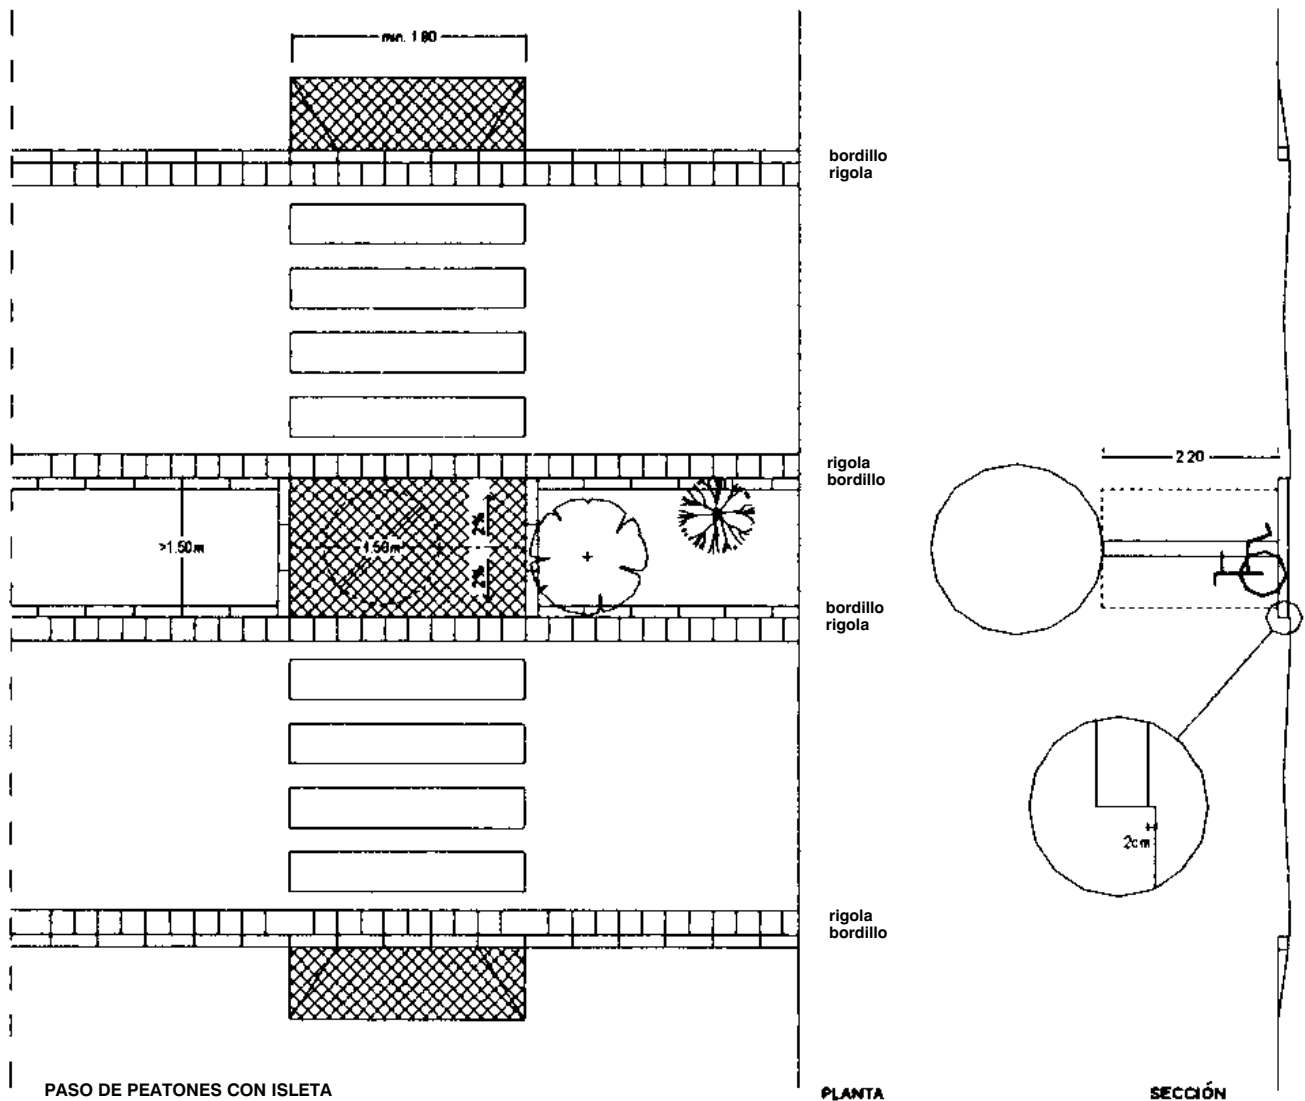 min. 1 80
bordillo
rigola
rigola
bordillo
2 20
2%
>1.50 m
1.50m
2%
bordillo
rigola
2cm
rigola
bordillo
PASO DE PEATONES CON ISLETA
PLANTA
SECCIÓN